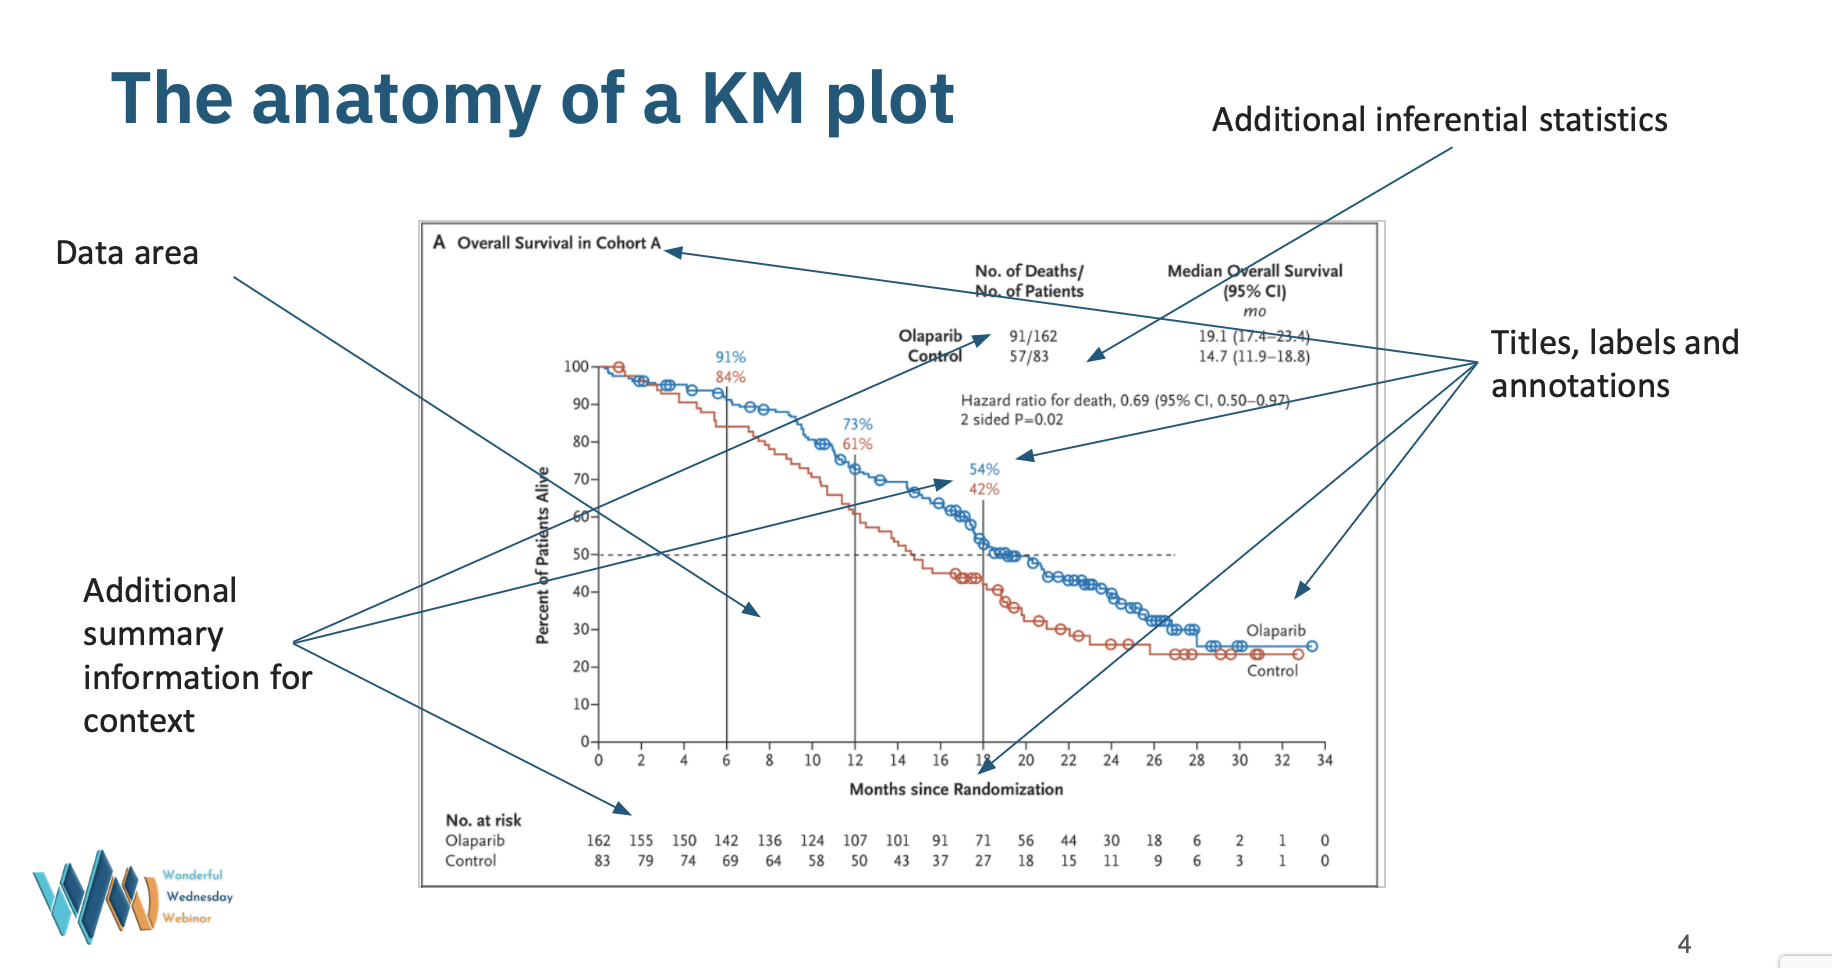 The anatomy of a KM plot
Additional inferential statistics
Data area
A Overall Survival in Cohort A
No. of Deaths/
No. of Patients
Median Overall Survival
(95% CI)
mo
Olaparib 91/162 19.1 (17.4–23.4)
Control 57/83 14.7 (11.9–18.8)
Hazard ratio for death, 0.69 (95% CI, 0.50–0.97)
2 sided P=0.02
Titles, labels and
annotations
Additional
summary
information for
context
Percent of Patients Alive
100
90
80
70
60
50
40
30
20
10
0
91%
84%
73%
61%
54%
42%
Olaparib
Control
0 2 4 6 8 10 12 14 16 18 20 22 24 26 28 30 32 34
Months since Randomization
No. at risk
Olaparib 162 155 150 142 136 124 107 101 91 71 56 44 30 18 6 2 1 0
Control 83 79 74 69 64 58 50 43 37 27 18 15 11 9 6 3 1 0
Wonderful
Wednesday
Webinar
4